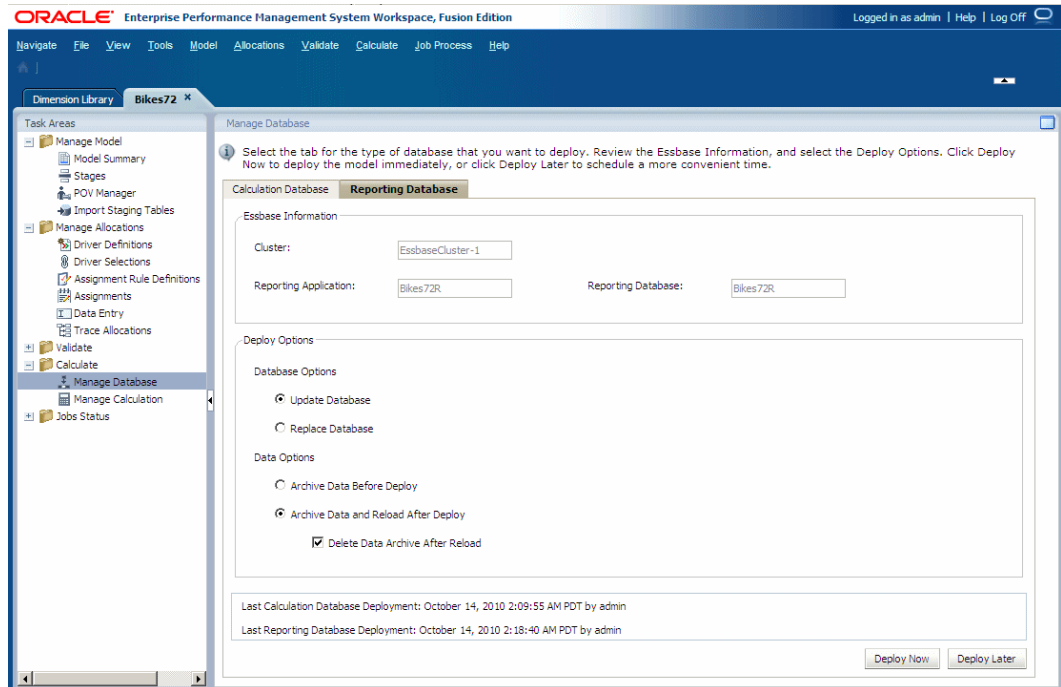 ORACLE® Enterprise Performance Management System Workspace, Fusion Edition
Logged in as admin | Help | Log Off
Navigate File View Tools Model Allocations Validate Calculate Job Process Help
Dimension Library Bikes72 ×
Task Areas
Manage Model
Model Summary
Stages
POV Manager
Import Staging Tables
Manage Allocations
Driver Definitions
Driver Selections
Assignment Rule Definitions
Assignments
Data Entry
Trace Allocations
Validate
Calculate
Manage Database
Manage Calculation
Jobs Status
Manage Database
Select the tab for the type of database that you want to deploy. Review the Essbase Information, and select the Deploy Options. Click Deploy
Now to deploy the model immediately, or click Deploy Later to schedule a more convenient time.
Calculation Database Reporting Database
Essbase Information
Cluster: EssbaseCluster-1
Reporting Application: Bikes72R Reporting Database: Bikes72R
Deploy Options
Database Options
Update Database
Replace Database
Data Options
Archive Data Before Deploy
Archive Data and Reload After Deploy
Delete Data Archive After Reload
Last Calculation Database Deployment: October 14, 2010 2:09:55 AM PDT by admin
Last Reporting Database Deployment: October 14, 2010 2:18:40 AM PDT by admin
Deploy Now Deploy Later